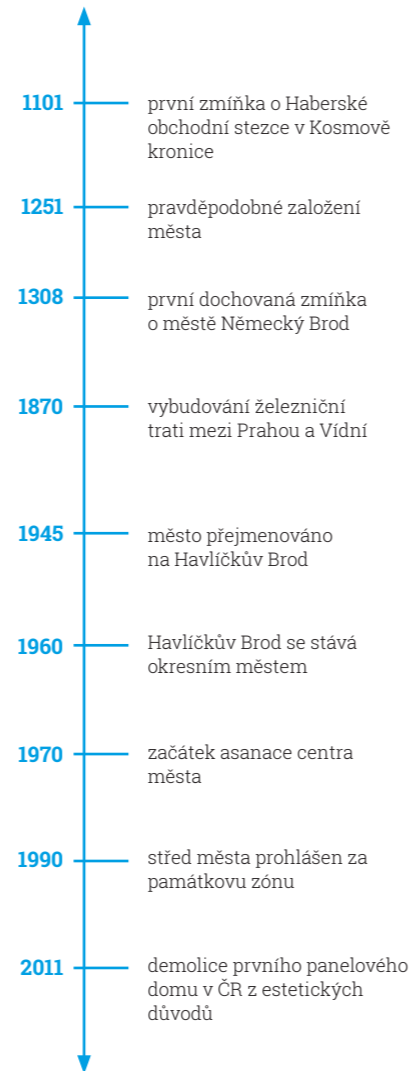 1101
první zmíňka o Haberské
obchodní stezce v Kosmově
kronice
1251
pravděpodobné založení
města
1308
první dochovaná zmíňka
o městě Německý Brod
1870
vybudování železniční
trati mezi Prahou a Vídní
1945
město přejmenováno
na Havlíčkův Brod
1960
Havlíčkův Brod se stává
okresním městem
1970
začátek asanace centra
města
1990
střed města prohlášen za
památkovu zónu
2011
demolice prvního panelového
domu v ČR z estetických
důvodů